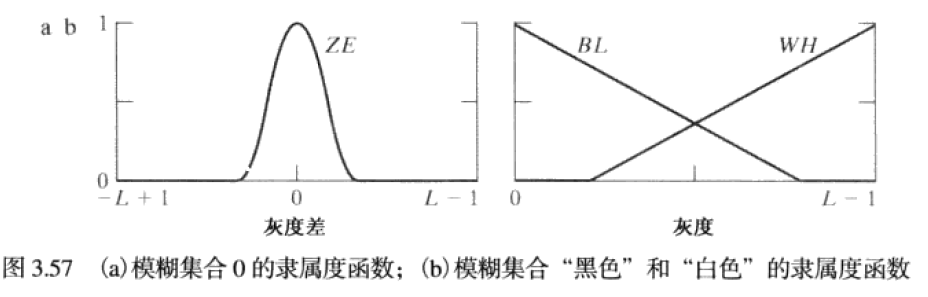 a b 1 ZE BL WH
0
-L + 1 0 L - 1 0 L - 1
灰度差 灰度
图 3.57 (a)模糊集合 0 的隶属度函数；(b)模糊集合“黑色”和“白色”的隶属度函数